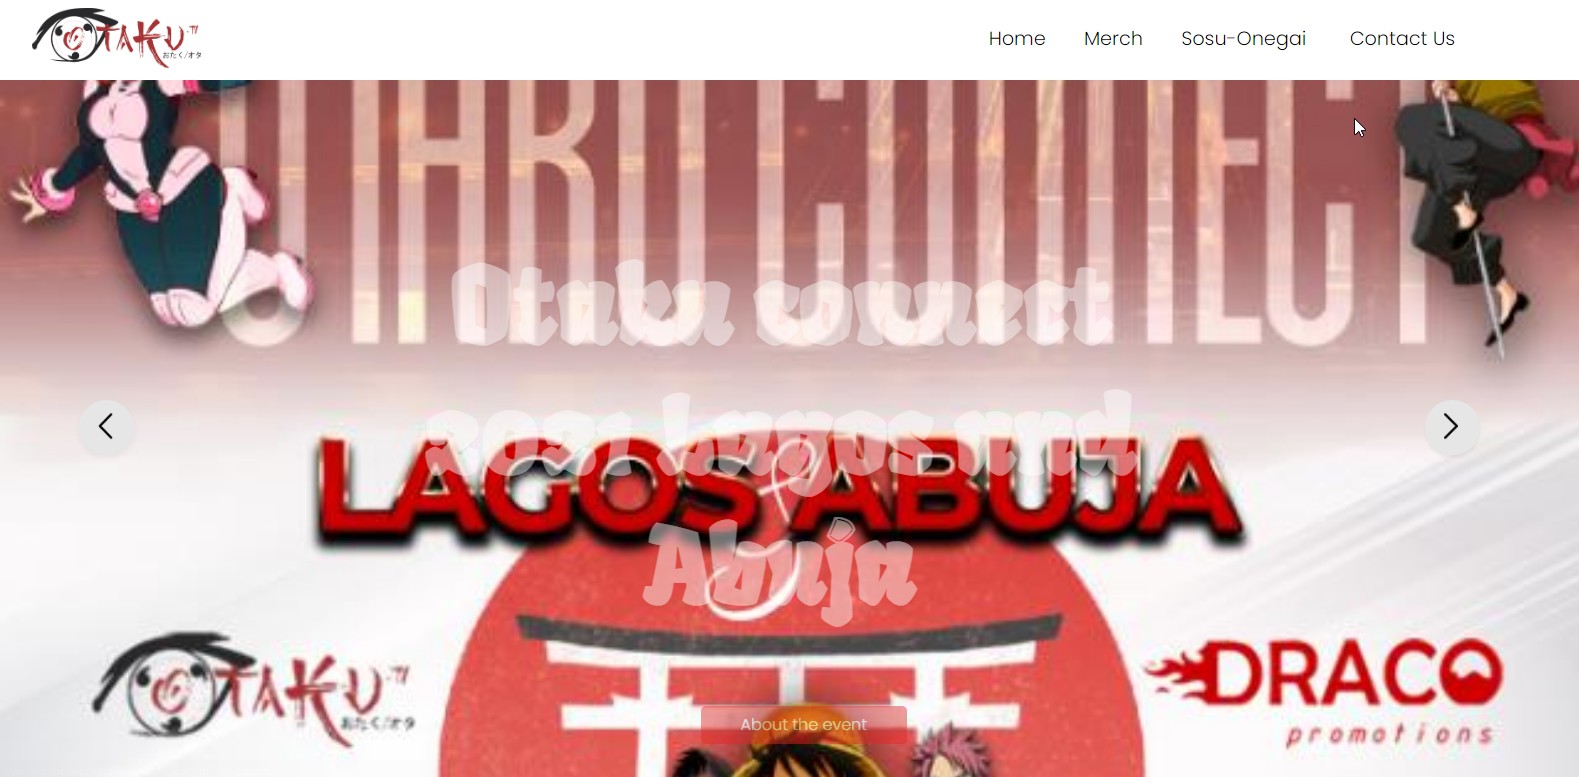 OTAKU TV
おたく/オタ
Home Merch Sosu-Onegai Contact Us
OTAKU CONNECT
Otaku connect
2021 Lagos and
LAGOS & ABUJA
Abuja
OTAKU TV
おたく/オタ
DRACO
promotions
About the event